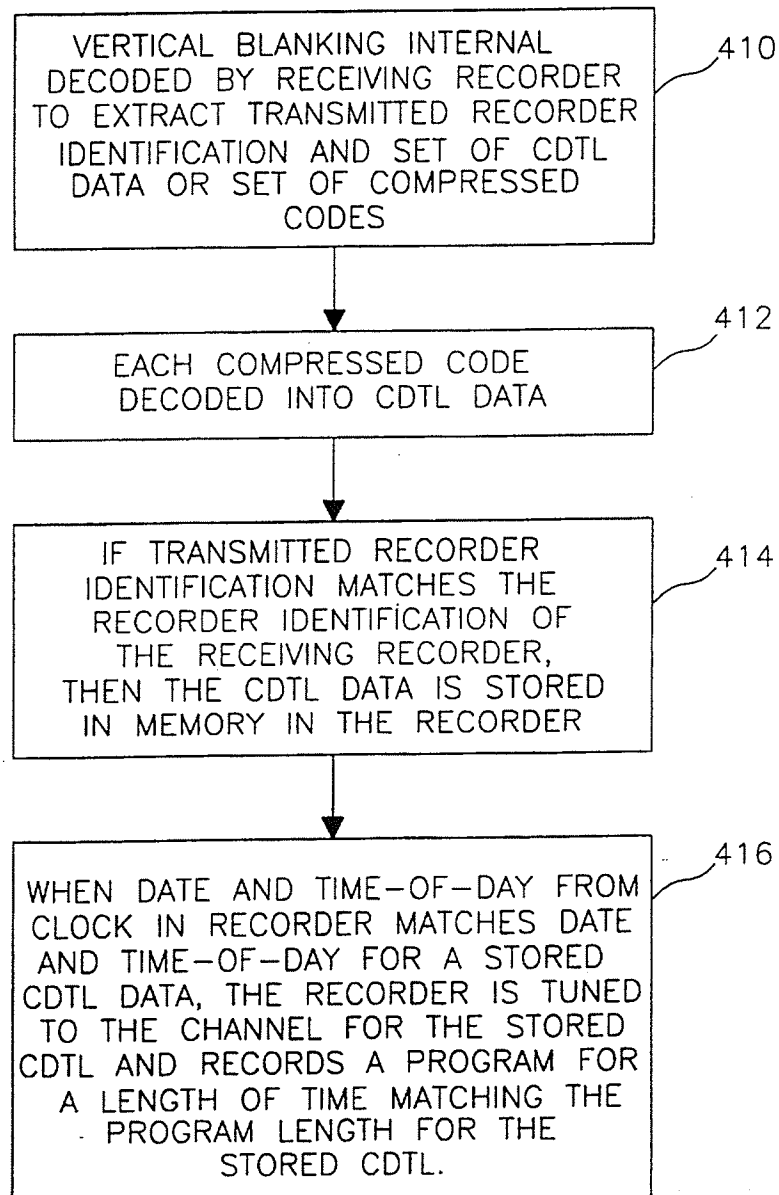 VERTICAL BLANKING INTERNAL
DECODED BY RECEIVING RECORDER
TO EXTRACT TRANSMITTED RECORDER
IDENTIFICATION AND SET OF CDTL
DATA OR SET OF COMPRESSED
CODES
410
EACH COMPRESSED CODE
DECODED INTO CDTL DATA
412
IF TRANSMITTED RECORDER
IDENTIFICATION MATCHES THE
RECORDER IDENTIFICATION OF
THE RECEIVING RECORDER,
THEN THE CDTL DATA IS STORED
IN MEMORY IN THE RECORDER
414
WHEN DATE AND TIME-OF-DAY FROM
CLOCK IN RECORDER MATCHES DATE
AND TIME-OF-DAY FOR A STORED
CDTL DATA, THE RECORDER IS TUNED
TO THE CHANNEL FOR THE STORED
CDTL AND RECORDS A PROGRAM FOR
A LENGTH OF TIME MATCHING THE
PROGRAM LENGTH FOR THE
STORED CDTL.
416